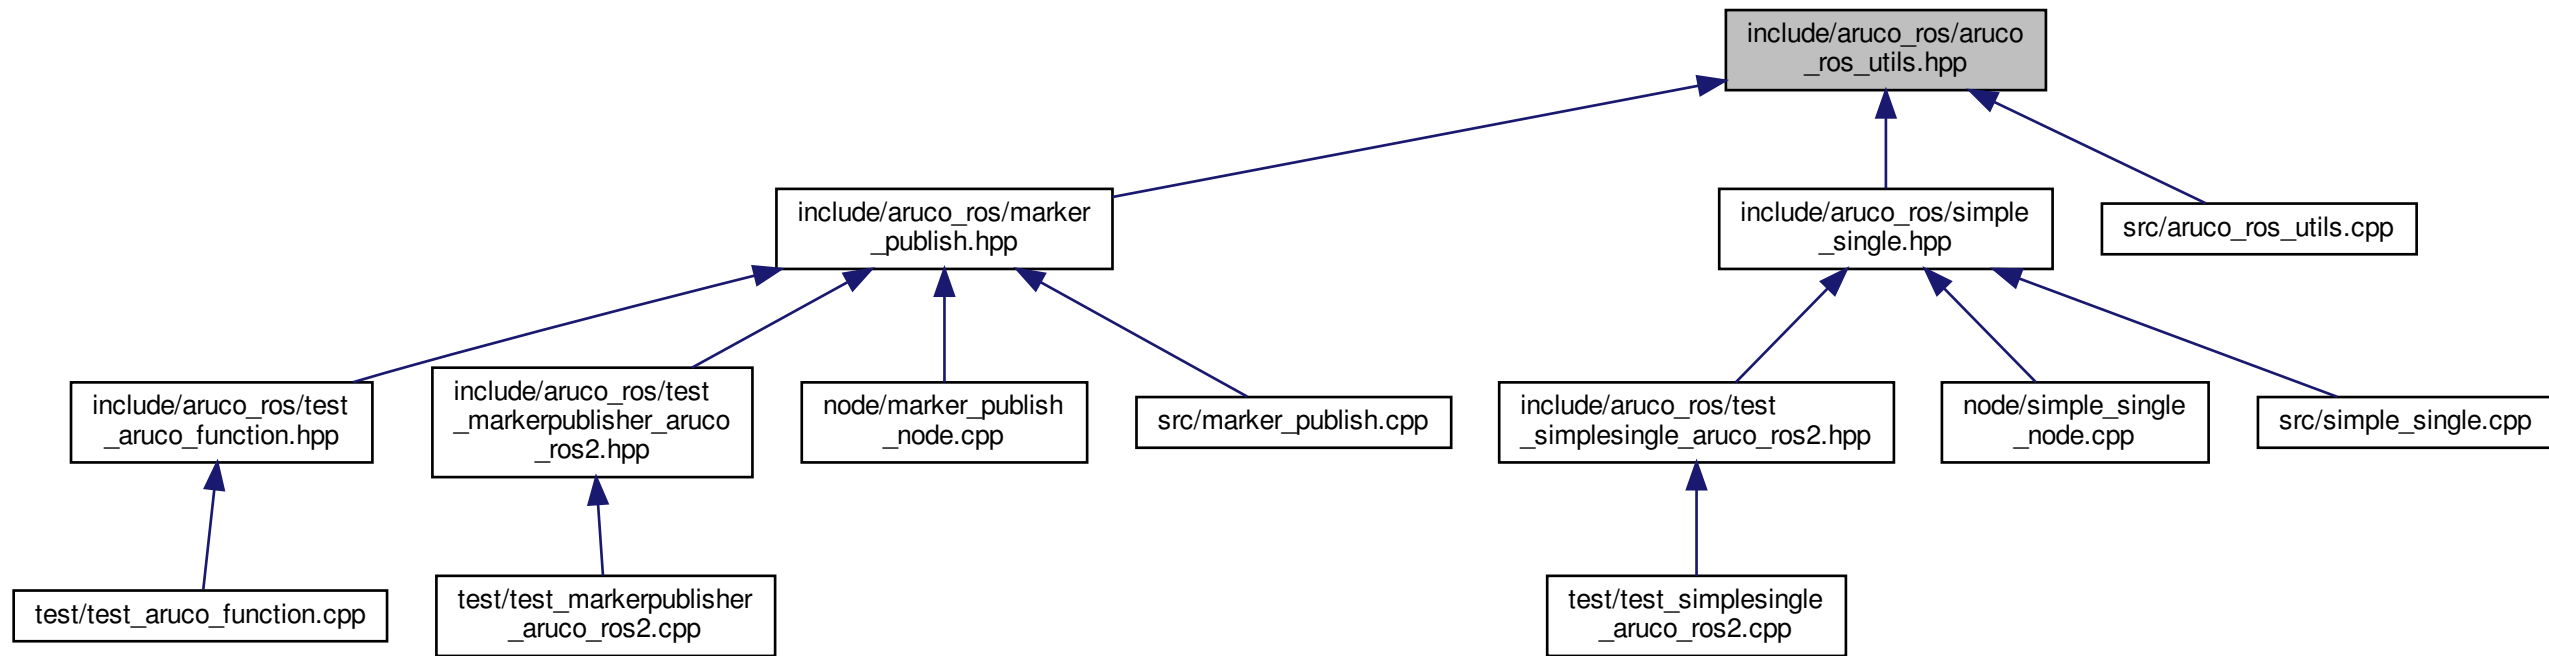 include/aruco_ros/aruco
_ros_utils.hpp
include/aruco_ros/marker
_publish.hpp
include/aruco_ros/simple
_single.hpp
src/aruco_ros_utils.cpp
include/aruco_ros/test
_aruco_function.hpp
include/aruco_ros/test
_markerpublisher_aruco
_ros2.hpp
node/marker_publish
_node.cpp
src/marker_publish.cpp
include/aruco_ros/test
_simplesingle_aruco_ros2.hpp
node/simple_single
_node.cpp
src/simple_single.cpp
test/test_aruco_function.cpp
test/test_markerpublisher
_aruco_ros2.cpp
test/test_simplesingle
_aruco_ros2.cpp